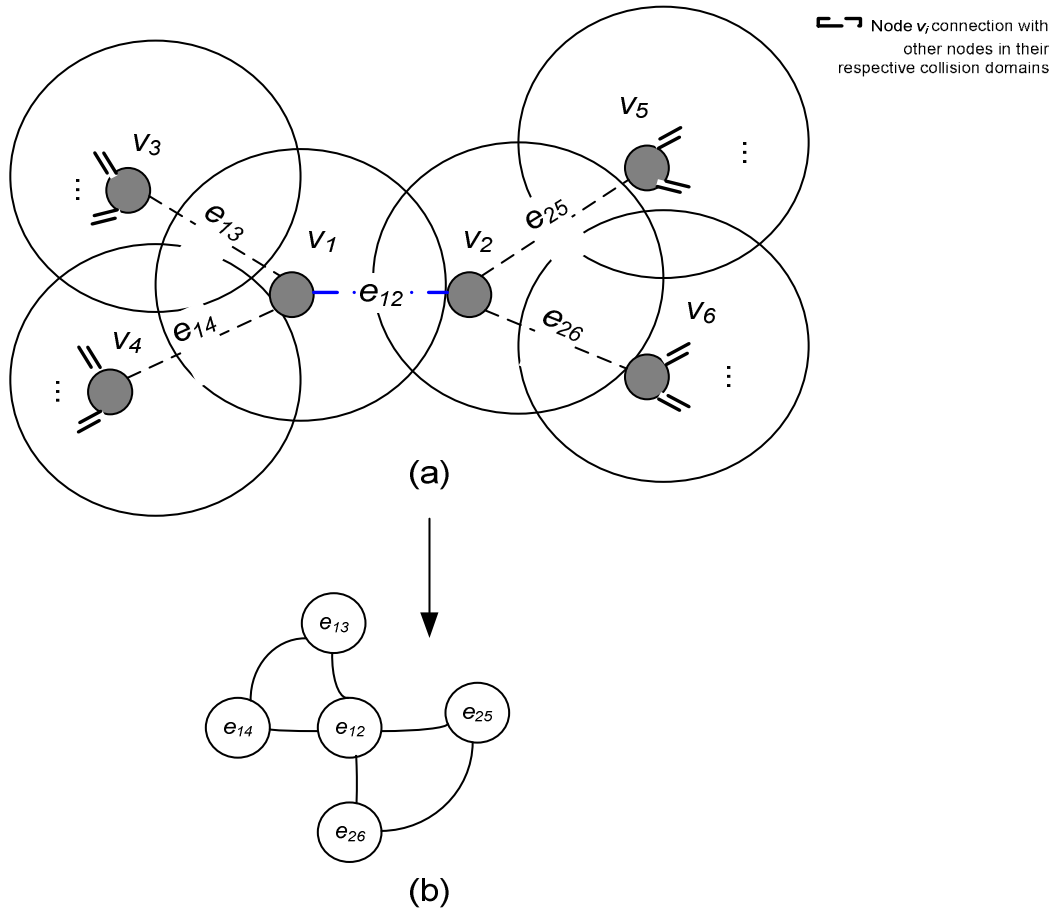 Node vi connection with
other nodes in their
respective collision domains
v5
v3
e25
e13
v1
v2
e12
v6
e26
e14
v4
(a)
e13
e25
e14
e12
e26
(b)